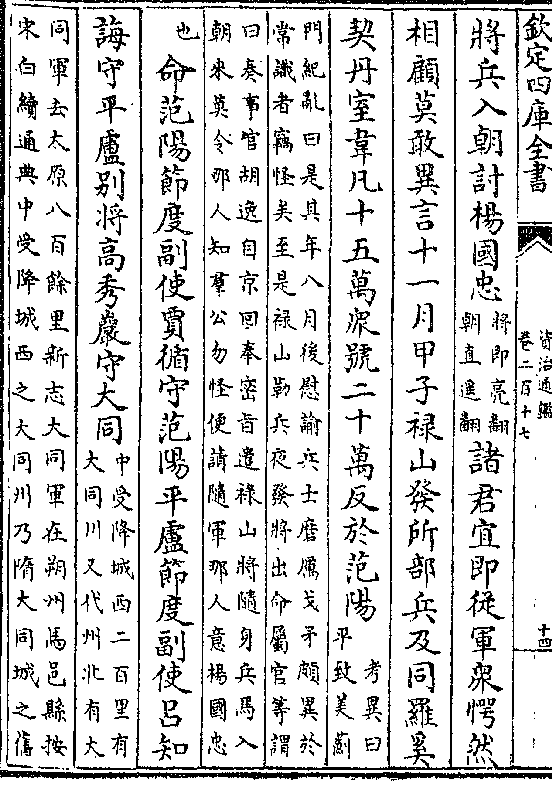 欽定四庫全書
資治通鑑
卷二百十七
十四
將兵入朝討楊國忠將即亮翻朝直遥翻諸君宜即從軍衆愕然
相顧莫敢異言十一月甲子禄山發所部兵及同羅奚
契丹室韋凡十五萬衆號二十萬反於范陽考異曰平致美薊
門紀亂曰是其年八月後慰諭兵士磨厲戈矛頗異於
常識者竊怪矣至是禄山勒兵夜發將出命屬官等謂
曰奏事官胡逸自京回奉密旨遣禄山將隨身兵馬入
朝來莫令那人知羣公勿怪便請隨軍那人意楊國忠
也命范陽節度副使賈循守范陽平盧節度副使吕知
誨守平盧别將高秀巖守大同中受降城西二百里有大同川又代州北有大
同軍去太原八百餘里新志大同軍在朔州馬邑縣按
宋白續通典中受降城西之大同川乃隋大同城之舊